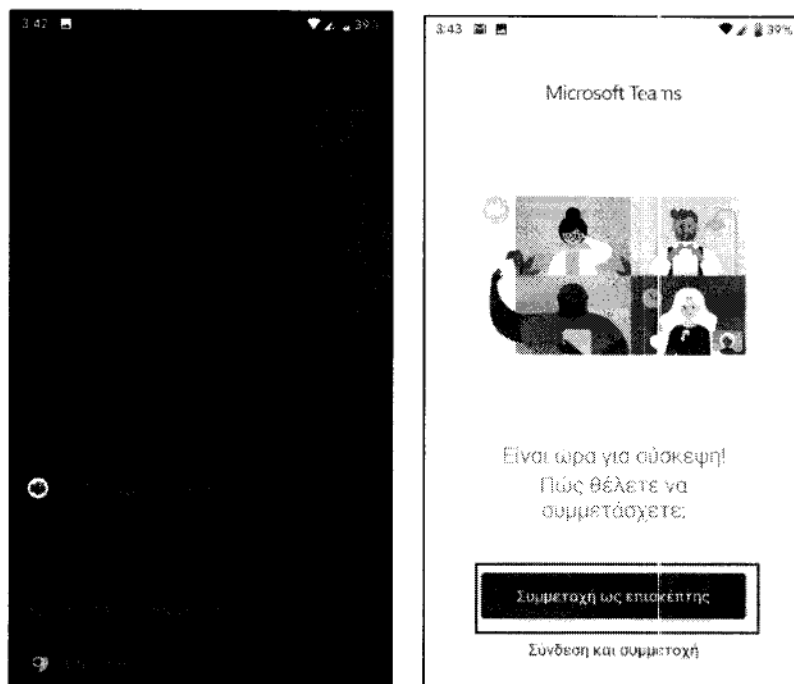 3:42
39%
3:43
39%
Microsoft Teams
Είναι ώρα για σύσκεψη!
Πώς θέλετε να
συμμετάσχετε;
Συμμετοχή ως επισκέπτης
Σύνδεση και συμμετοχή